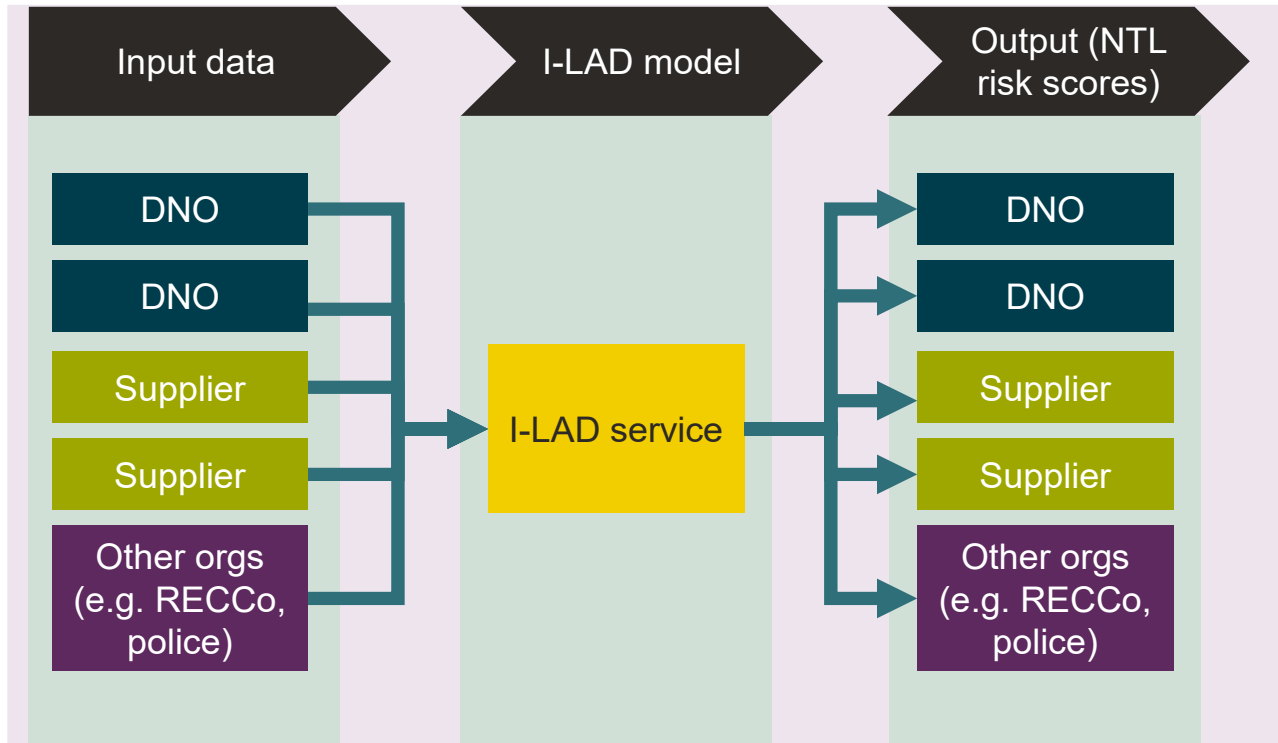 Input data
I-LAD model
Output (NTL
risk scores)
DNO
DNO
Supplier
Supplier
Other orgs
(e.g. RECCo,
police)
I-LAD service
DNO
DNO
Supplier
Supplier
Other orgs
(e.g. RECCo,
police)